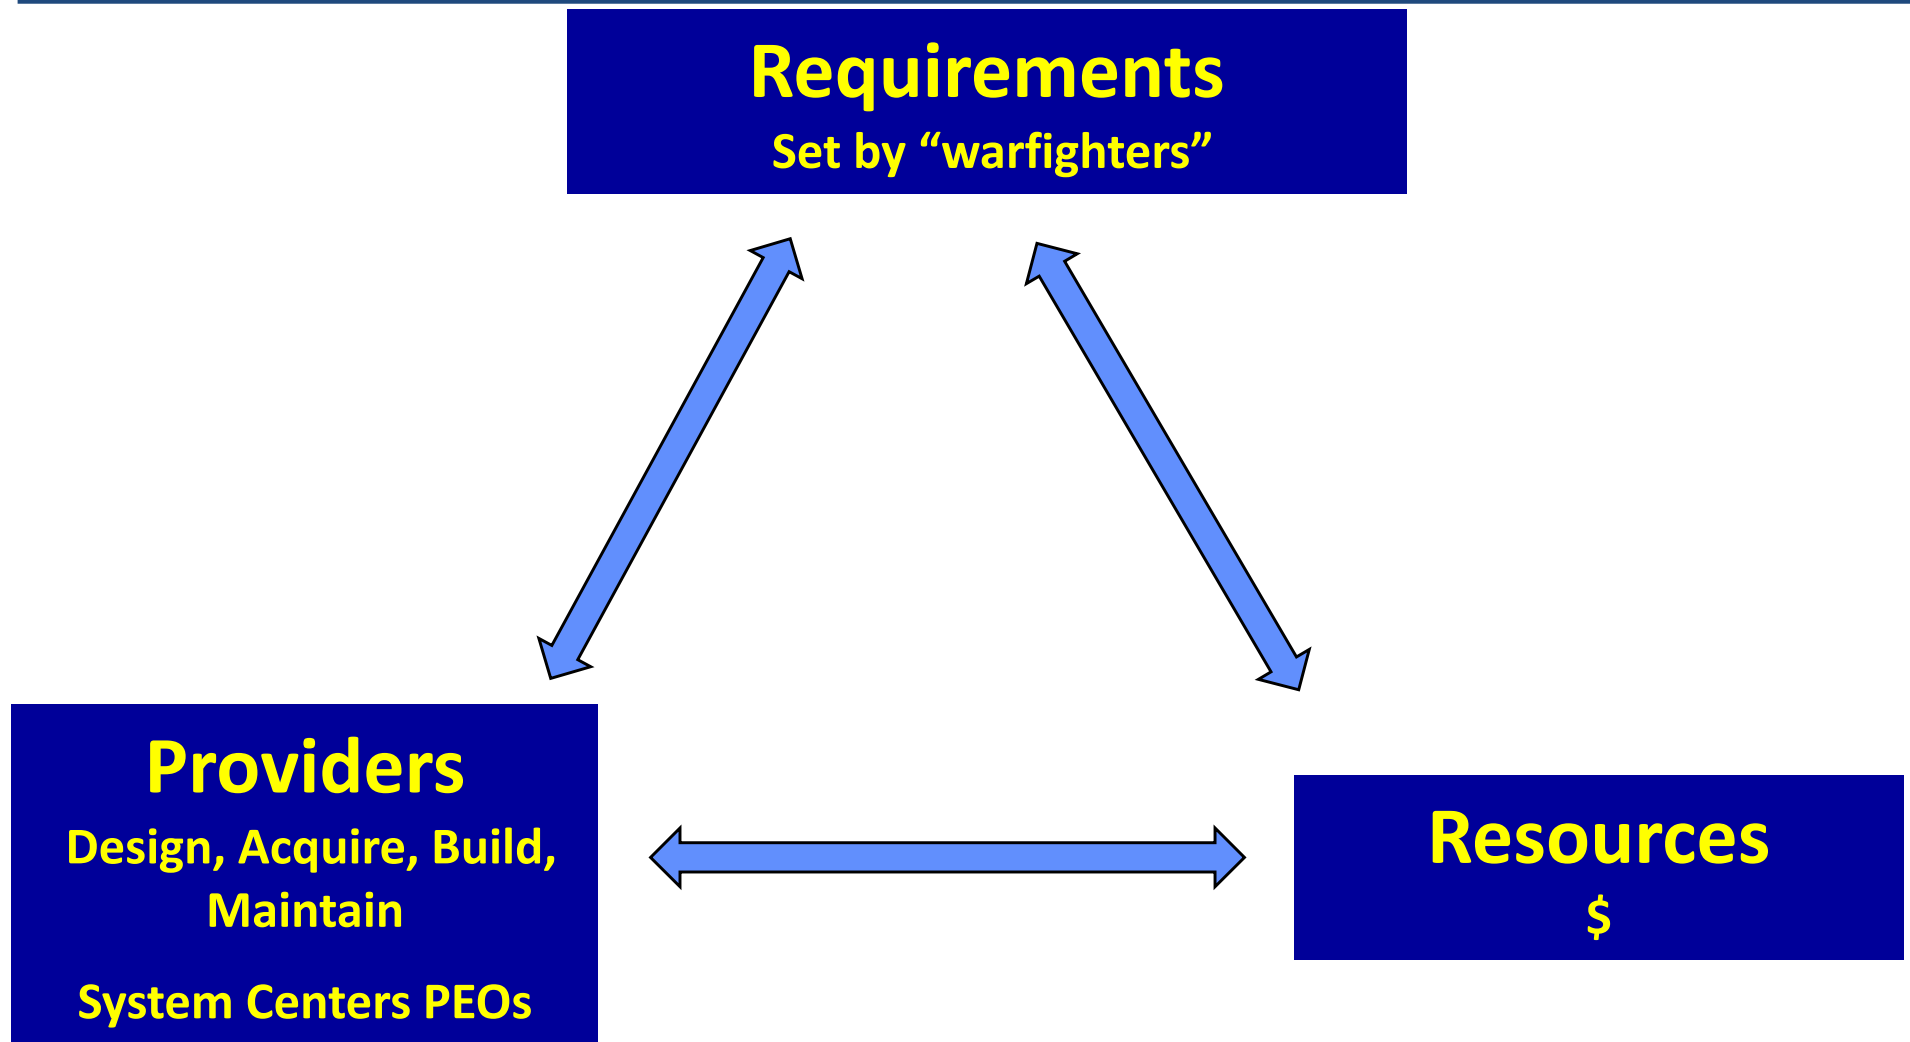 Requirements
Set by “warfighters”
Providers
Design, Acquire, Build,
Maintain
System Centers PEOs
Resources
$